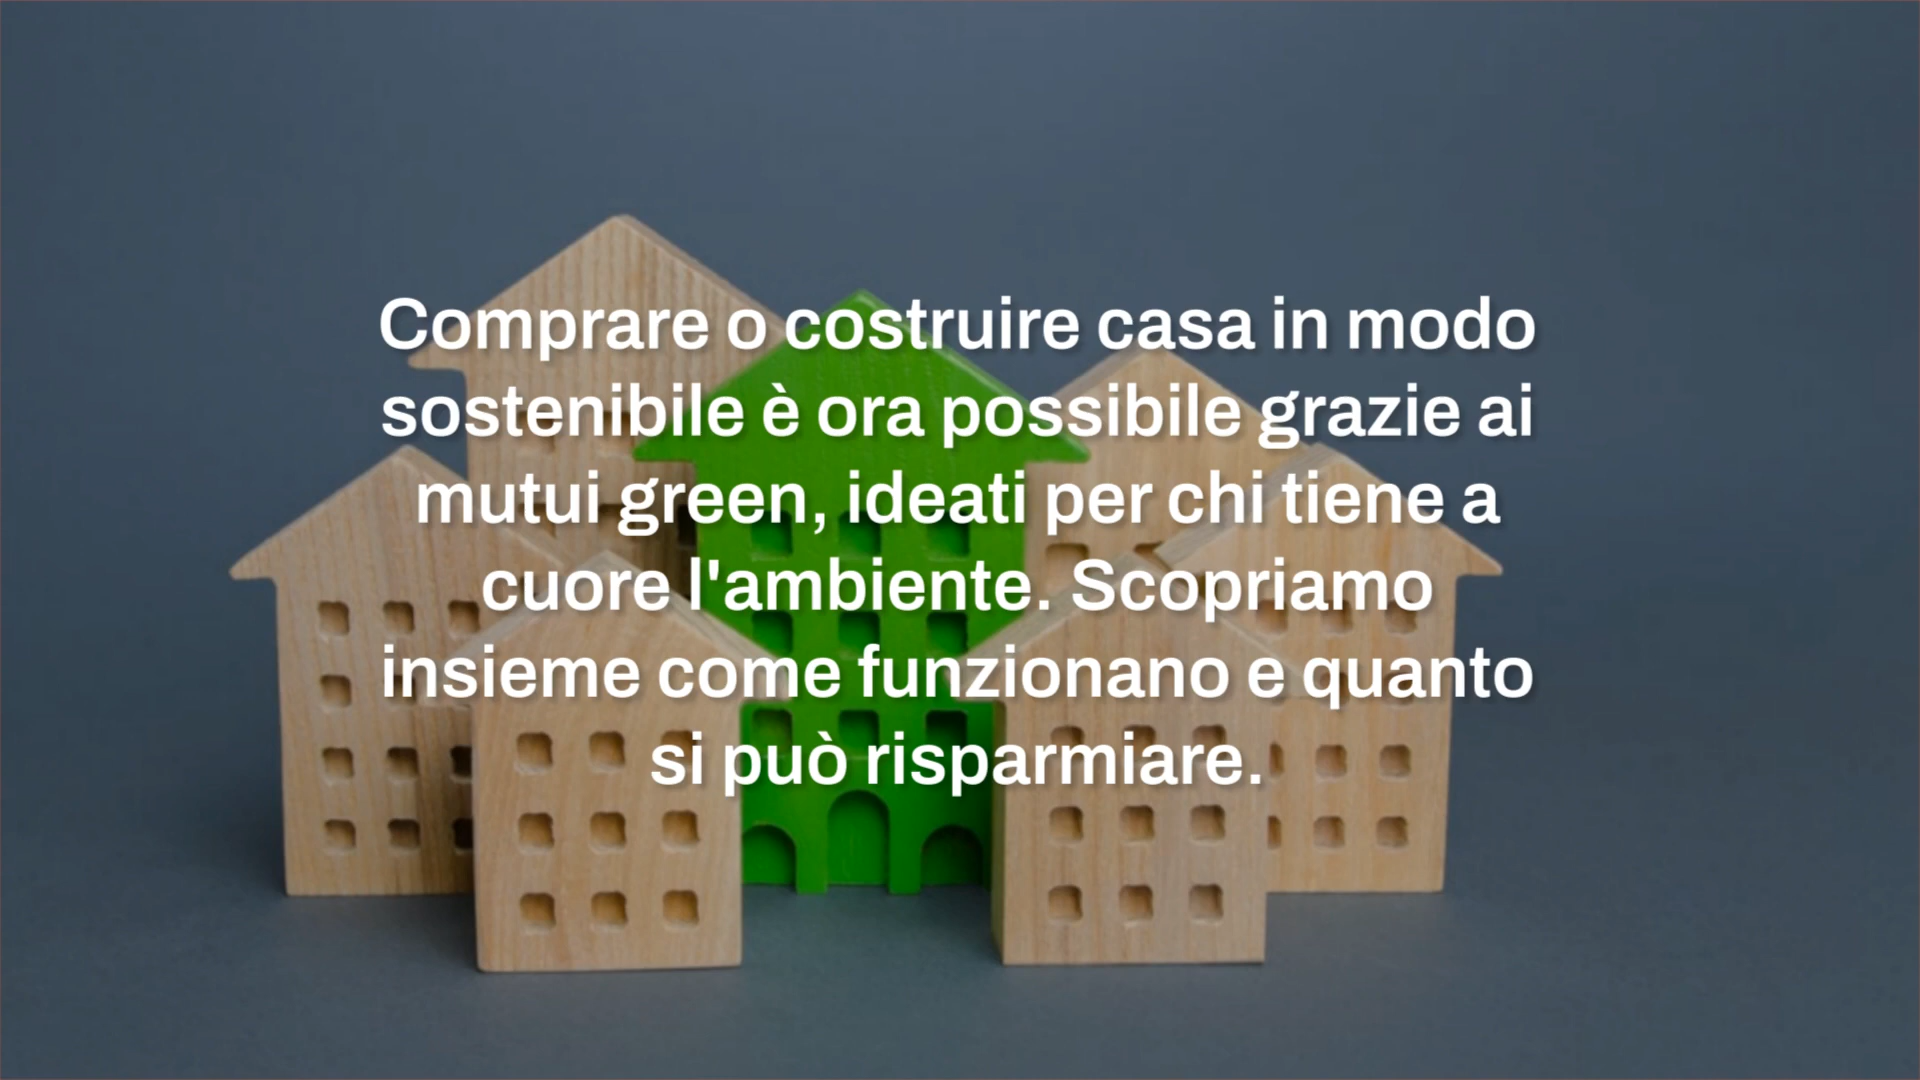 Comprare o costruire casa in modo
sostenibile è ora possibile grazie ai
mutui green, ideati per chi tiene a
cuore l'ambiente. Scopriamo
insieme come funzionano e quanto
si può risparmiare.